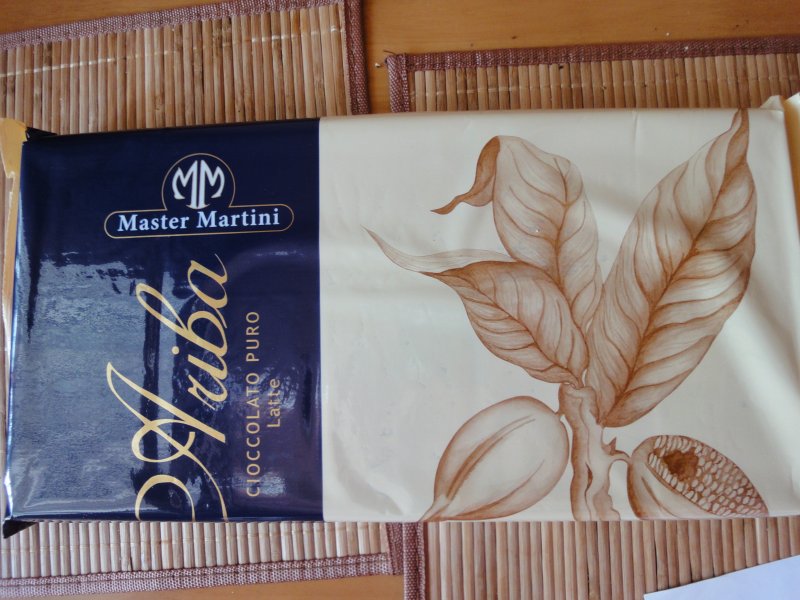 MM
Master Martini
Ariba
CIOCCOLATO PURO
Latte